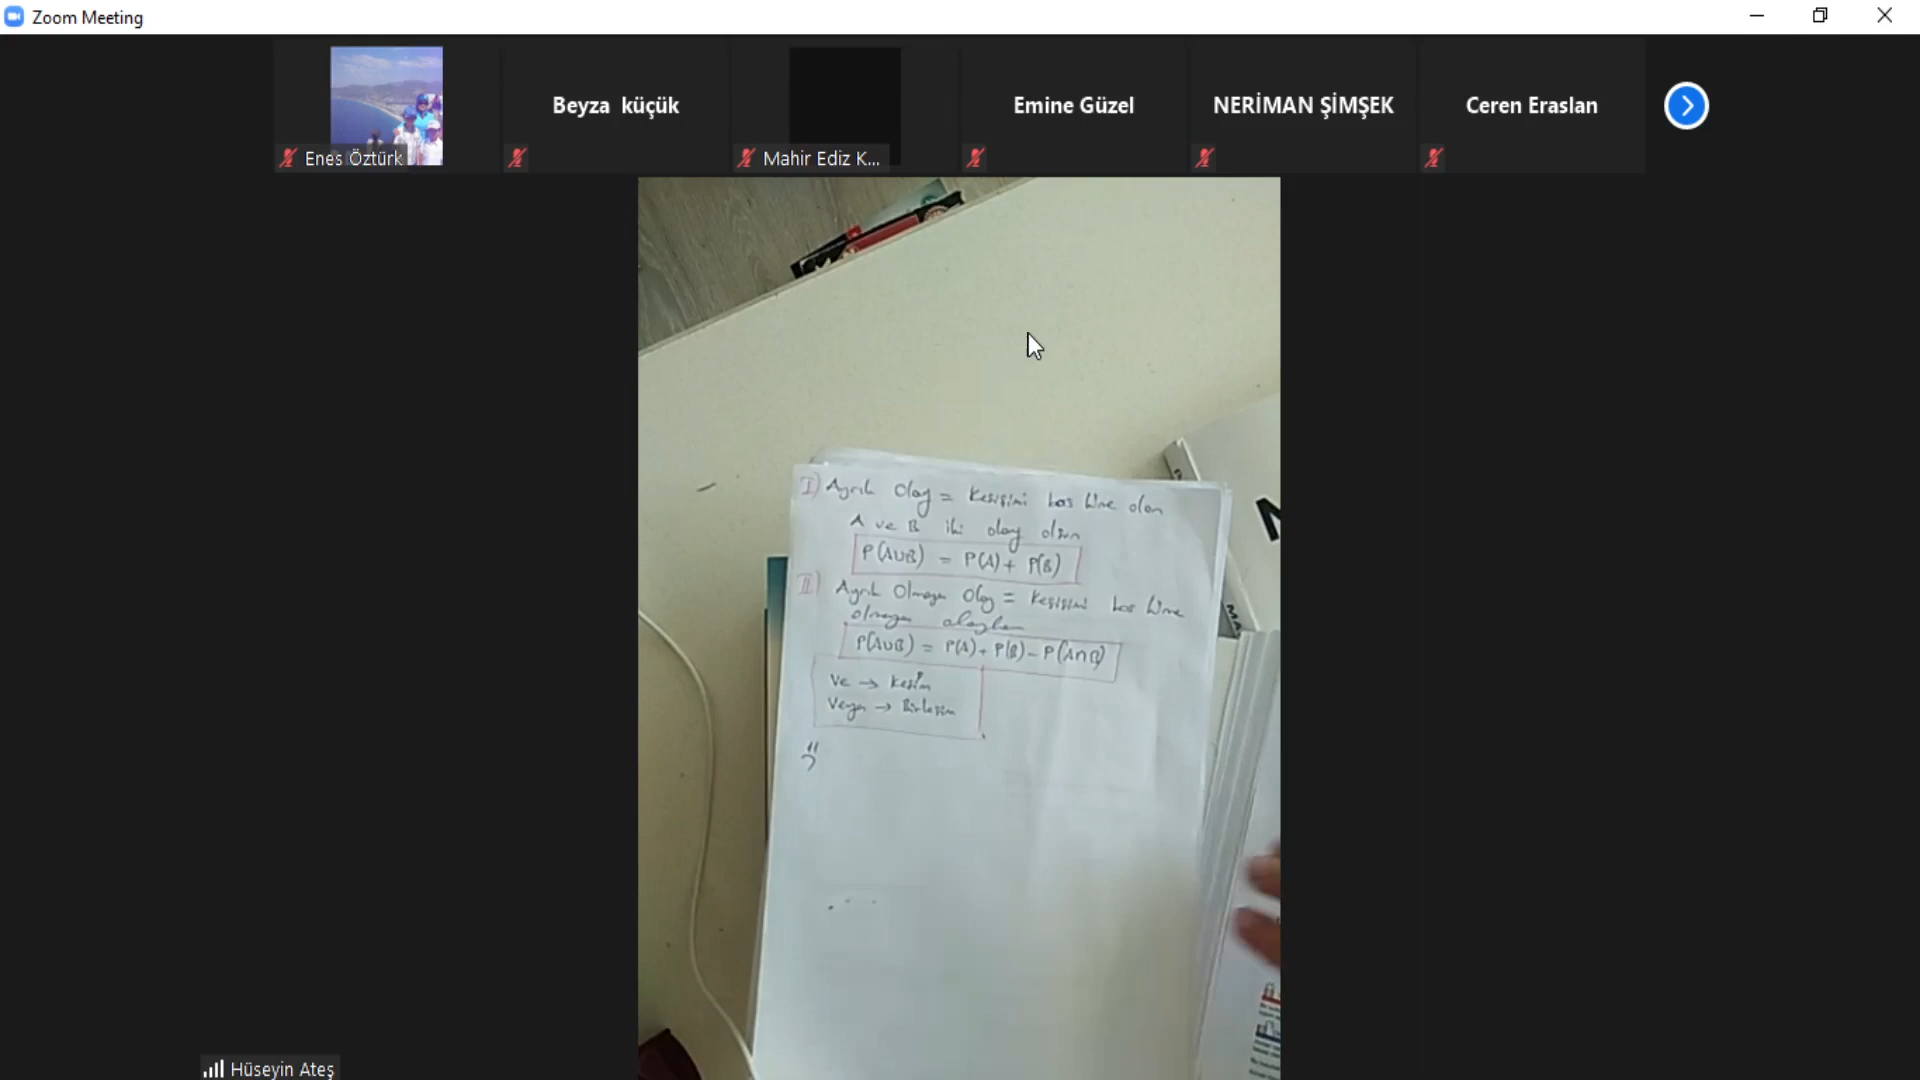 Zoom Meeting
Enes Öztürk
Beyza küçük
Mahir Ediz K...
Emine Güzel
NERİMAN ŞİMŞEK
Ceren Eraslan
I) Ayrık Olay = Kesişimi boş küme olan
A ve B iki olay olsun
P(A∪B) = P(A) + P(B)
II) Ayrık Olmayan Olay = Kesişimi boş küme
olmayan olaylara
P(A∪B) = P(A) + P(B) - P(A∩B)
Ve → Kesişim
Veya → Birleşim
Hüseyin Ateş